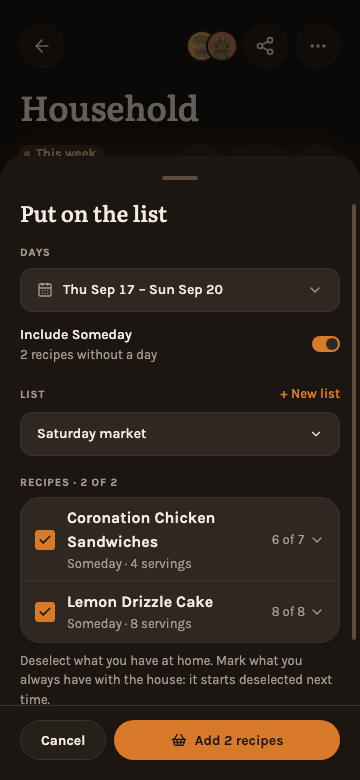 Household
This week
Put on the list
DAYS
Thu Sep 17 – Sun Sep 20
Include Someday
2 recipes without a day
LIST
+ New list
Saturday market
RECIPES · 2 OF 2
Coronation Chicken
Sandwiches
6 of 7
Someday · 4 servings
Lemon Drizzle Cake
8 of 8
Someday · 8 servings
Deselect what you have at home. Mark what you
always have with the house: it starts deselected next
time.
Cancel
Add 2 recipes